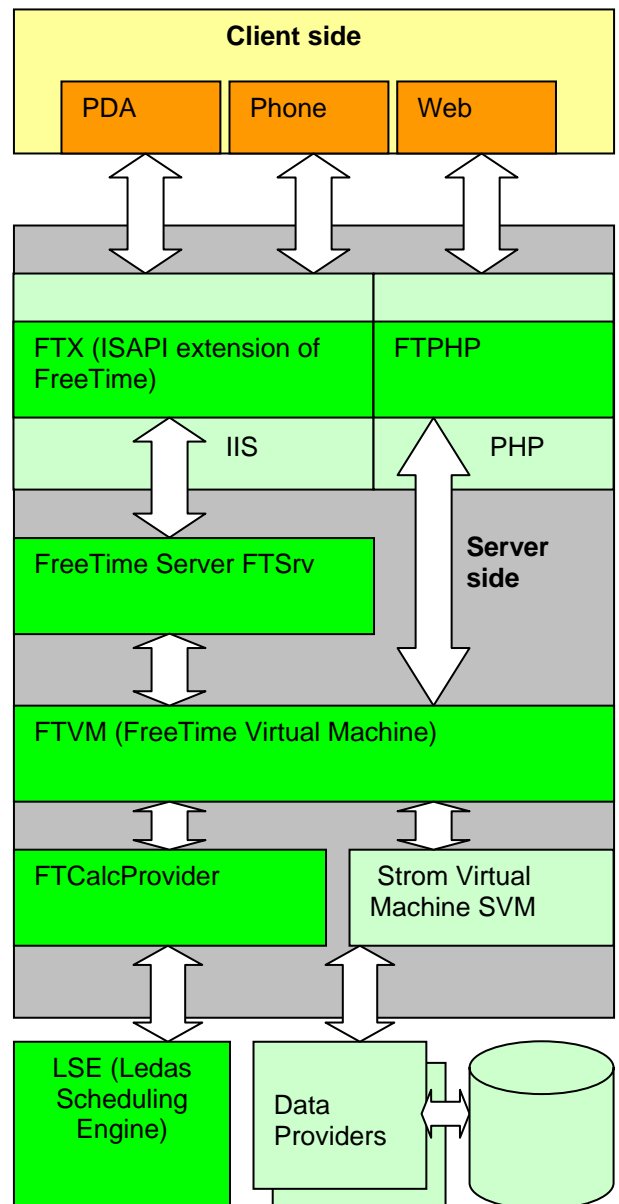 Client side
PDA
Phone
Web
FTX (ISAPI extension of
FreeTime)
FTPHP
IIS
PHP
FreeTime Server FTSrv
Server
side
FTVM (FreeTime Virtual Machine)
FTCalcProvider
Strom Virtual
Machine SVM
LSE (Ledas
Scheduling
Engine)
Data
Providers